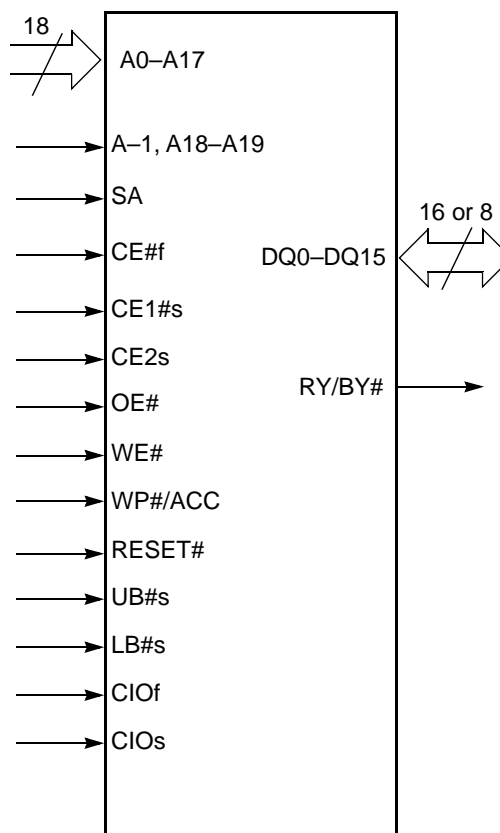 18
A0–A17
A–1, A18–A19
SA
16 or 8
CE#f
DQ0–DQ15
CE1#s
CE2s
RY/BY#
OE#
WE#
WP#/ACC
RESET#
UB#s
LB#s
CIOf
CIOs